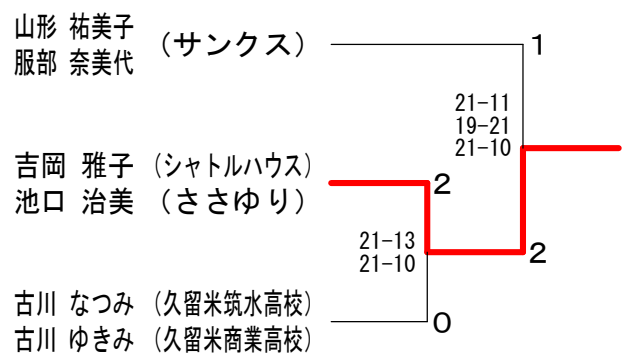 山形 祐美子 (サンクス)
服部 奈美代
1
21-11
19-21
21-10
吉岡 雅子 (シャトルハウス)
池口 治美 (ささゆり)
2
21-13
21-10
2
古川 なつみ (久留米筑水高校)
古川 ゆきみ (久留米商業高校)
0